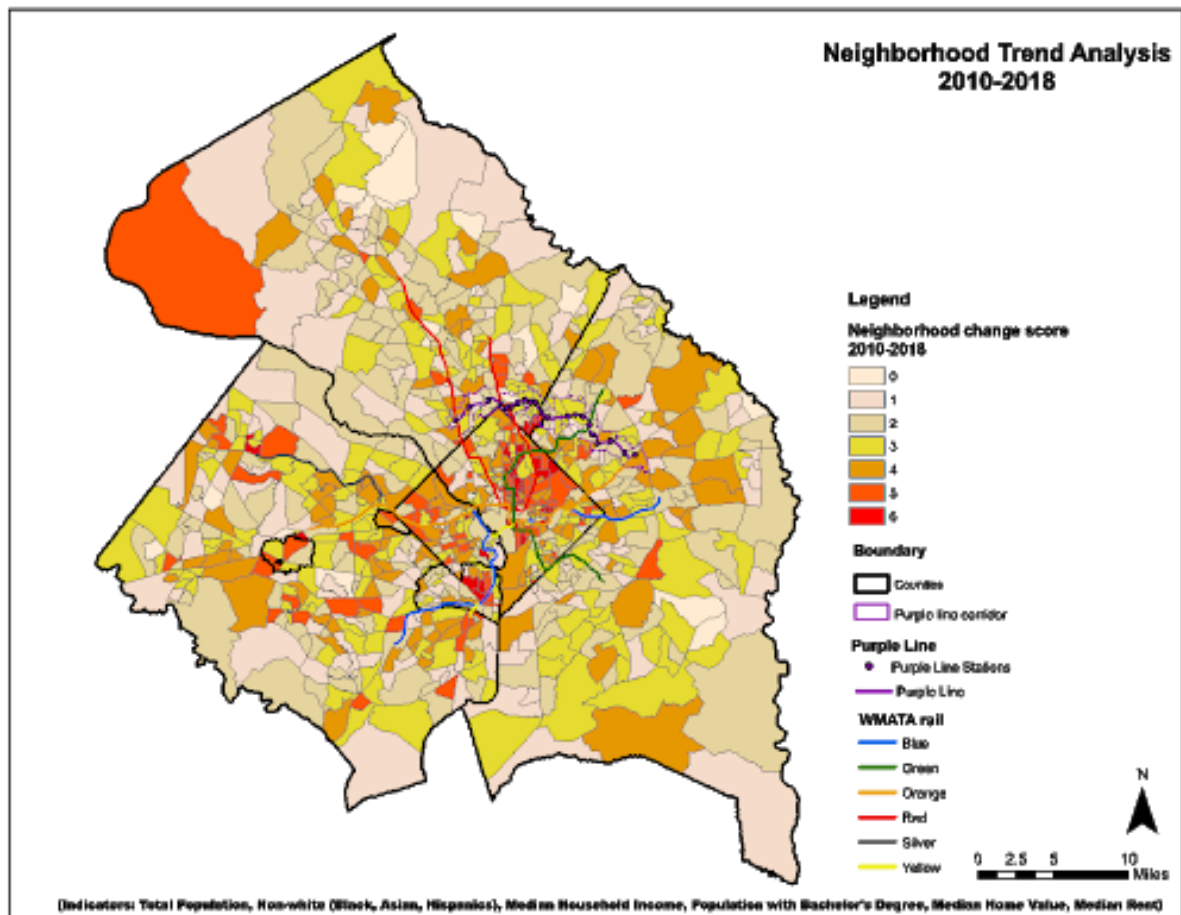 Neighborhood Trend Analysis
2010-2018
Legend
Neighborhood change score
2010-2018
0
1
2
3
4
5
6
Boundary
Counties
Purple line corridor
Purple Line
Purple Line Stations
Purple Line
WMATA rail
Blue
Green
Orange
Red
Silver
Yellow
N
0 2.5 5 10
Miles
(Indicators: Total Population, Non-white (Black, Asian, Hispanics), Median Household Income, Population with Bachelor's Degree, Median Home Value, Median Rent)